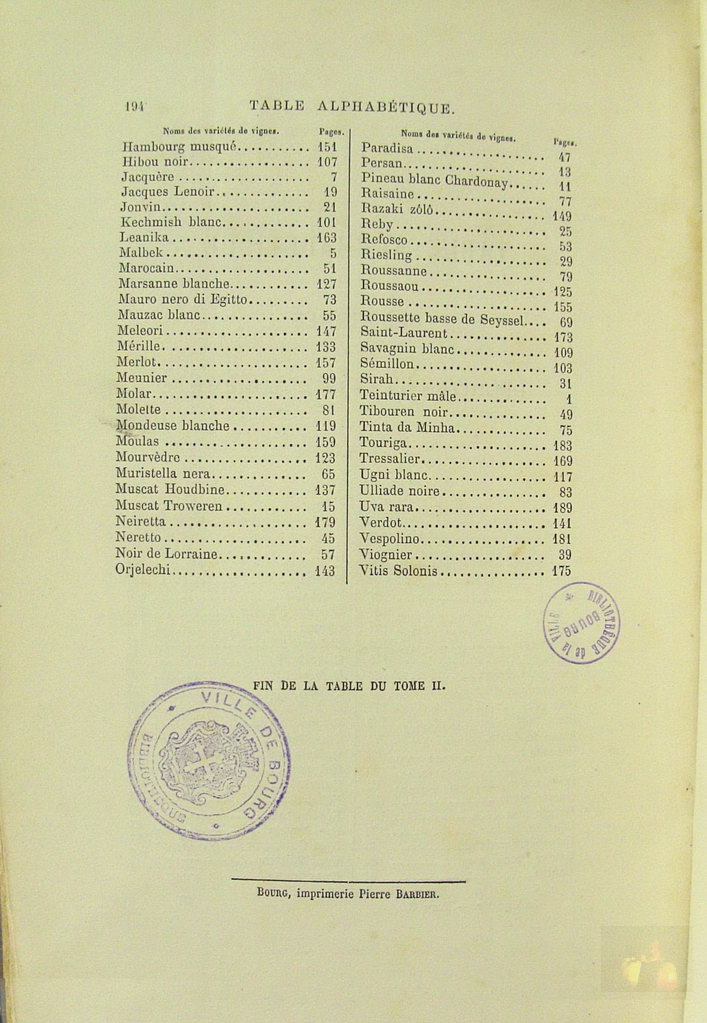 194 TABLE ALPHABÉTIQUE.
Noms des variétés de vignes. Pages.
Hambourg musqué........... 151
Hibou noir.................. 107
Jacquère .................... 7
Jacques Lenoir.............. 19
Jonvin...................... 21
Kechmish blanc............. 101
Leanika .................... 163
Malbek ..................... 5
Marocain.................... 51
Marsanne blanche............ 127
Mauro nero di Egitto......... 73
Mauzac blanc................ 55
Meleori ..................... 147
Mérille. .................... 133
Merlot...................... 157
Meunier .................... 99
Molar....................... 177
Molette ..................... 81
Mondeuse blanche ........... 119
Moulas ..................... 159
Mourvèdre .................. 123
Muristella nera.............. 65
Muscat Houdbine............ 137
Muscat Troweren ............ 15
Neiretta .................... 179
Neretto ..................... 45
Noir de Lorraine............. 57
Orjelechi.................... 143
Noms des variétés de vignes. Pages.
Paradisa ................... 47
Persan...................... 13
Pineau blanc Chardonay...... 11
Raisaine .................... 77
Razaki zôlô................. 149
Reby ....................... 25
Refosco..................... 53
Riesling .................... 29
Roussanne .................. 79
Roussaou.................... 125
Rousse ..................... 155
Roussette basse de Seyssel.... 69
Saint-Laurent............... 173
Savagnin blanc.............. 109
Sémillon.................... 103
Sirah....................... 31
Teinturier mâle.............. 1
Tibouren noir............... 49
Tinta da Minha.............. 75
Touriga..................... 183
Tressalier................... 169
Ugni blanc.................. 117
Ulliade noire................ 83
Uva rara.................... 189
Verdot...................... 141
Vespolino................... 181
Viognier .................... 39
Vitis Solonis................ 175
BIBLIOTHÈQUE de la VILLE
BOURG
FIN DE LA TABLE DU TOME II.
VILLE DE BOURG
BIBLIOTHÈQUE
BOURG, imprimerie Pierre BARBIER.